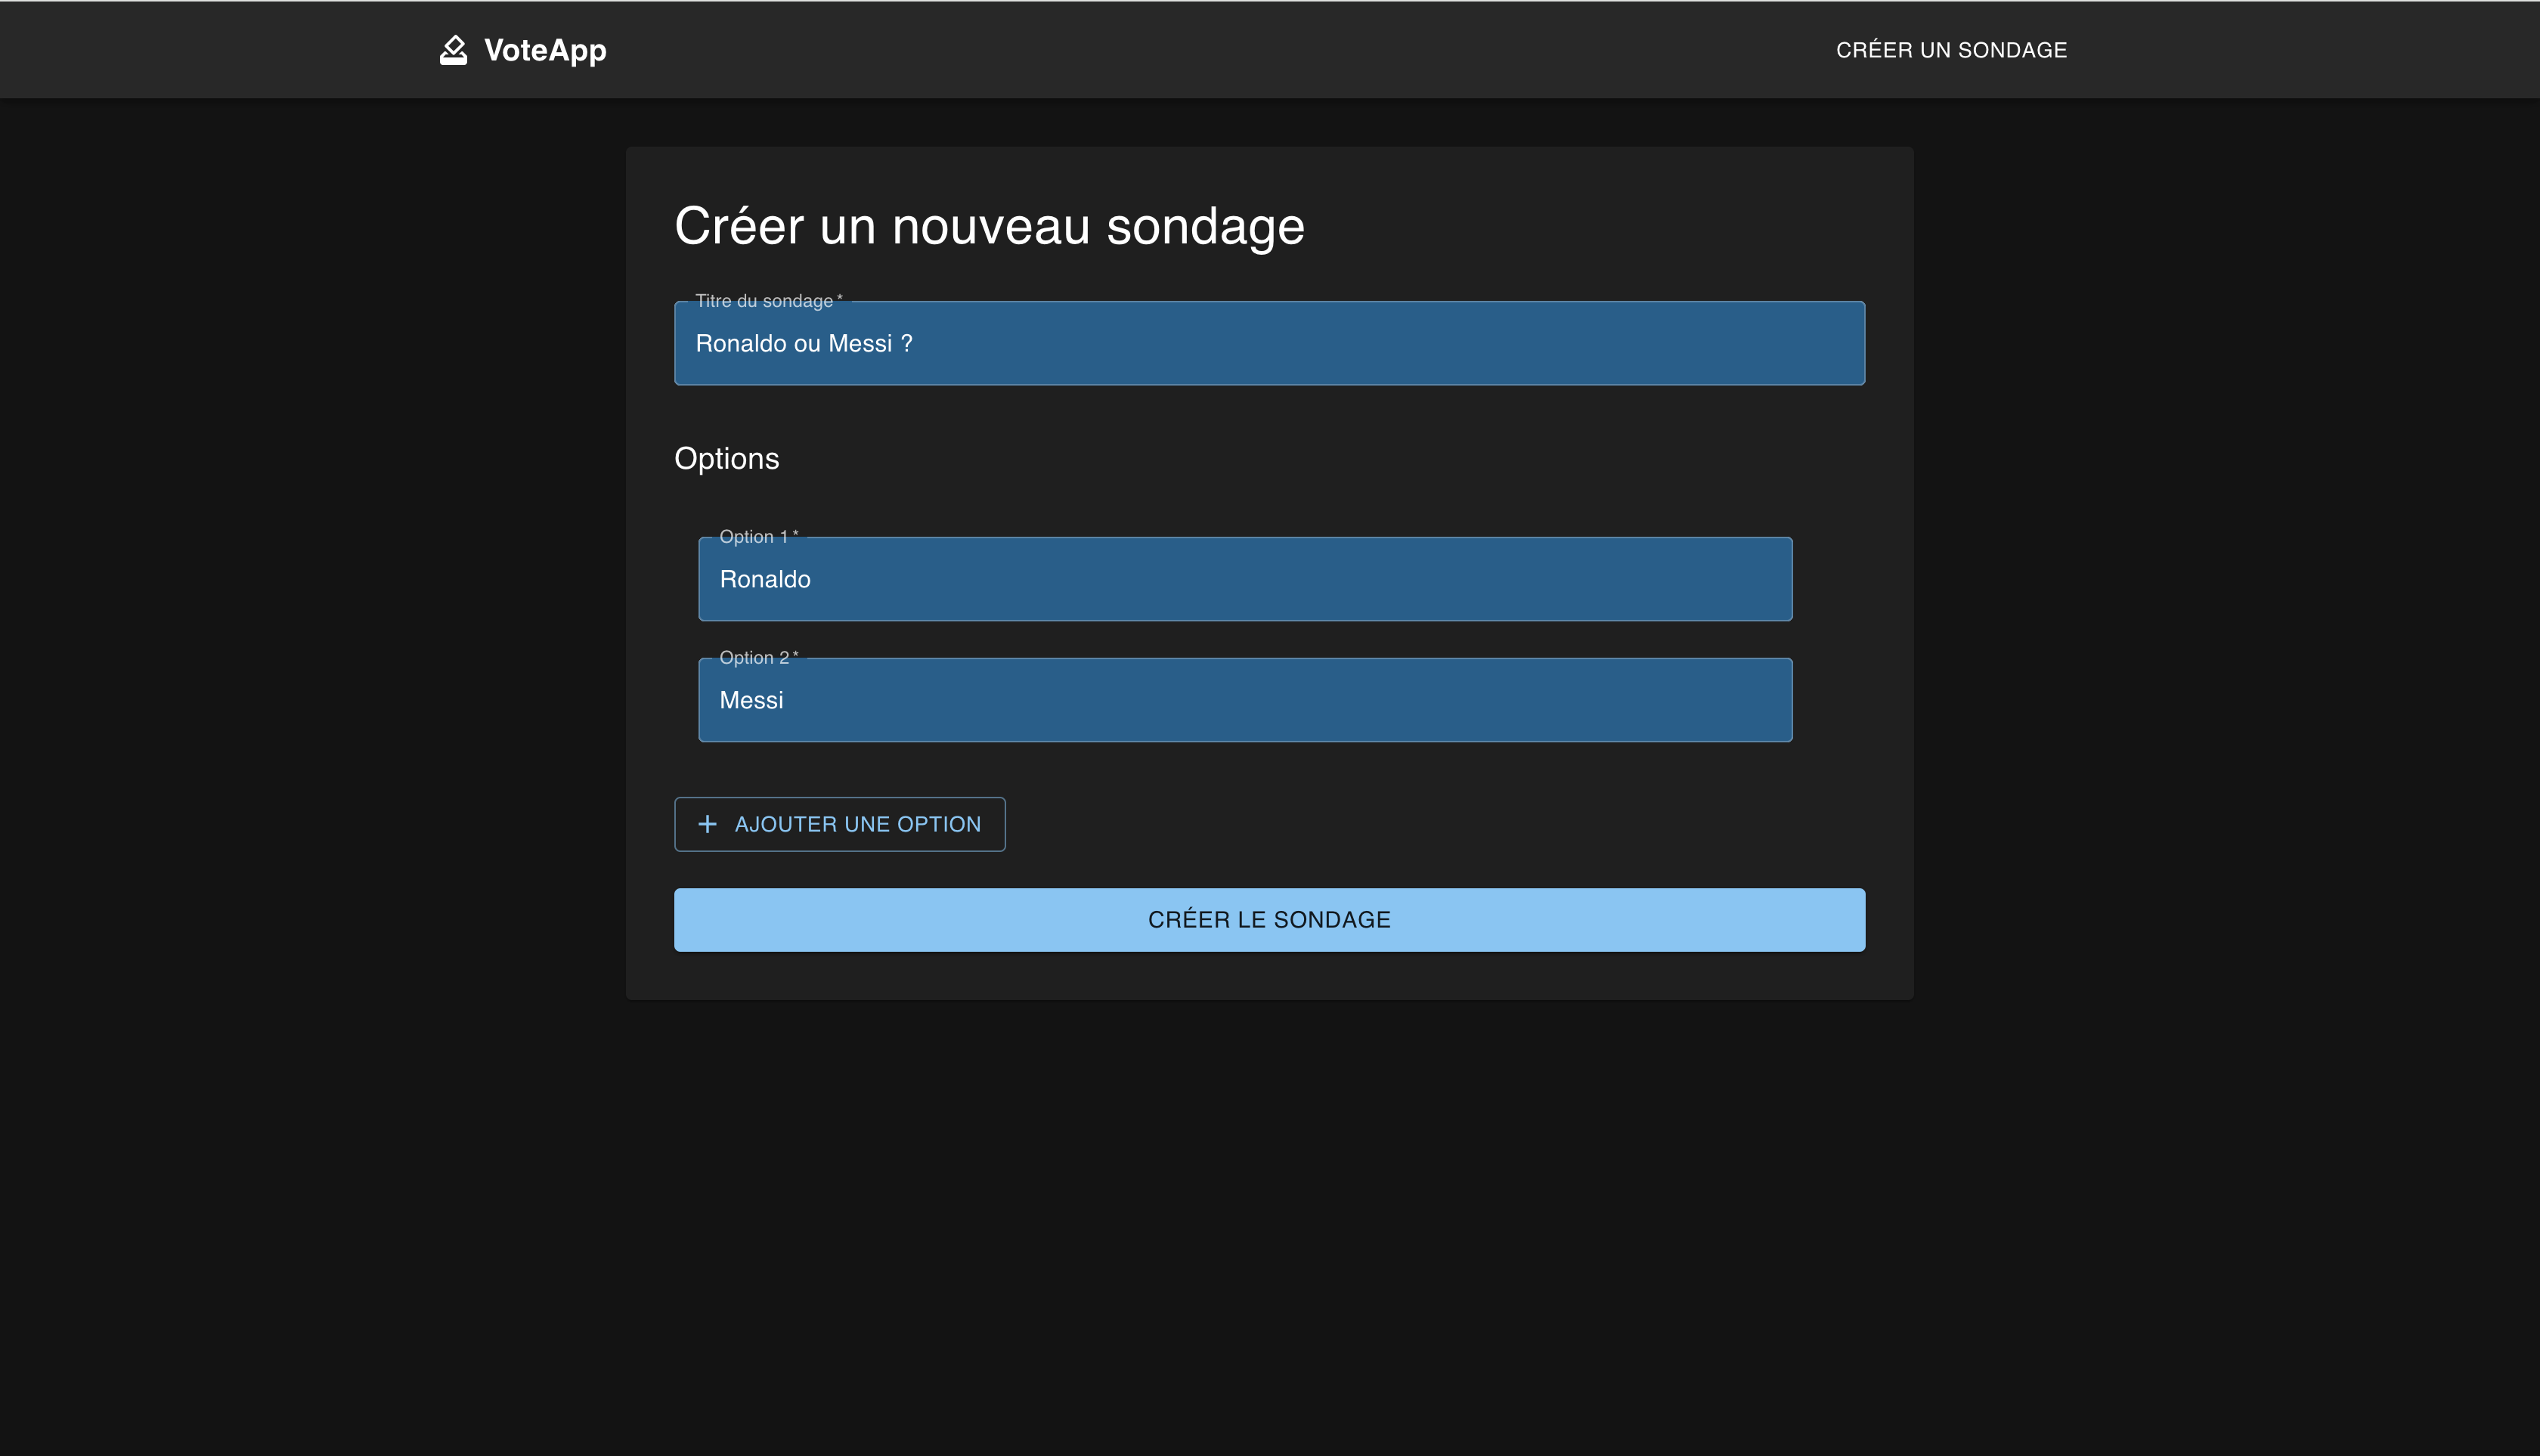 VoteApp
CRÉER UN SONDAGE
Créer un nouveau sondage
Titre du sondage *
Ronaldo ou Messi ?
Options
Option 1 *
Ronaldo
Option 2 *
Messi
+ AJOUTER UNE OPTION
CRÉER LE SONDAGE